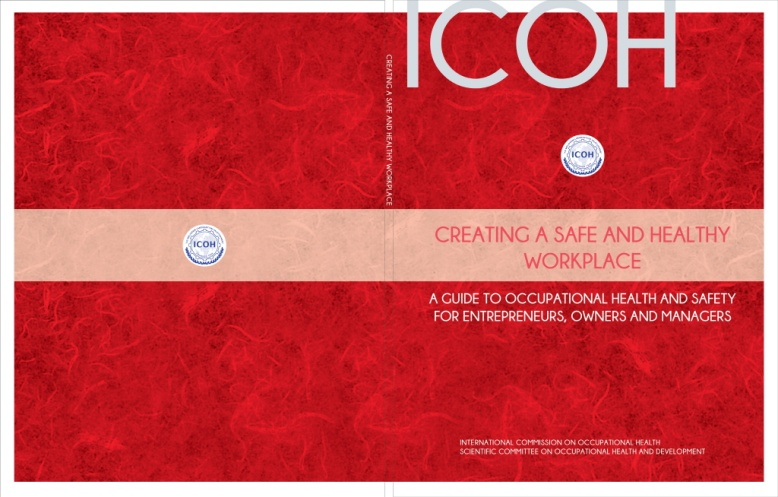 ICOH
CREATING A SAFE AND HEALTHY WORKPLACE
ICOH
ICOH
CREATING A SAFE AND HEALTHY
WORKPLACE
A GUIDE TO OCCUPATIONAL HEALTH AND SAFETY
FOR ENTREPRENEURS, OWNERS AND MANAGERS
INTERNATIONAL COMMISSION ON OCCUPATIONAL HEALTH
SCIENTIFIC COMMITTEE ON OCCUPATIONAL HEALTH AND DEVELOPMENT